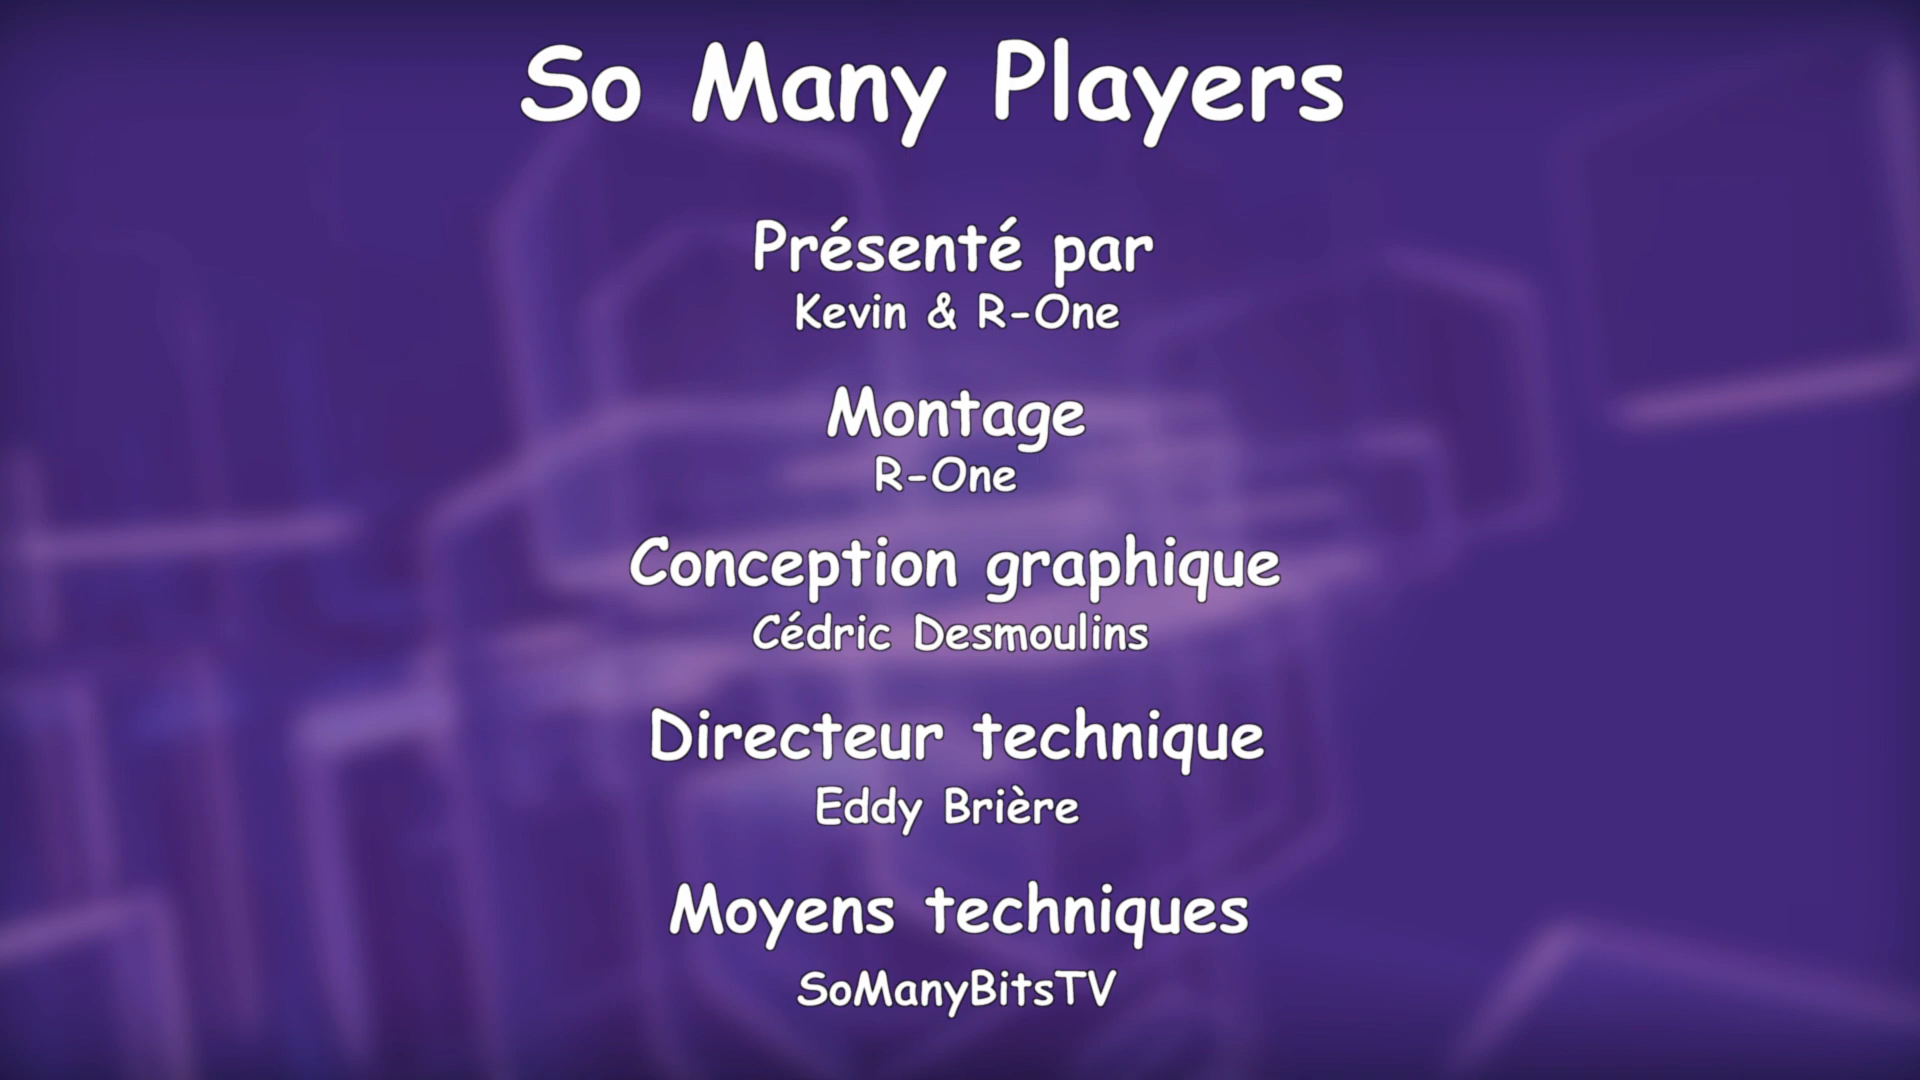 So Many Players
Présenté par
Kevin & R-One
Montage
R-One
Conception graphique
Cédric Desmoulins
Directeur technique
Eddy Brière
Moyens techniques
SoManyBitsTV